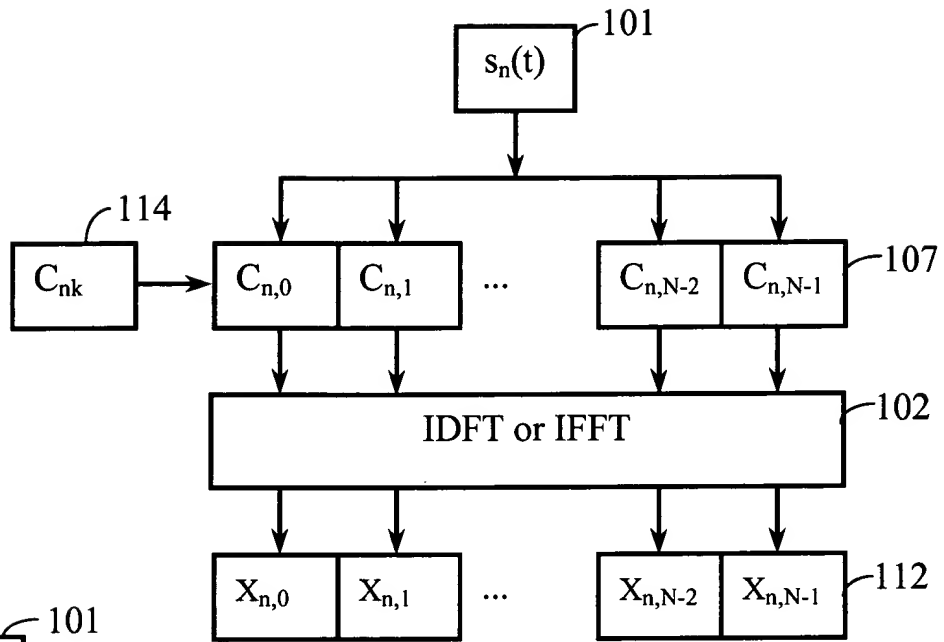 101
sₙ(t)
114
Cₙₖ
Cₙ,₀ Cₙ,₁ ... Cₙ,N-2 Cₙ,N-1
107
IDFT or IFFT
102
Xₙ,₀ Xₙ,₁ ... Xₙ,N-2 Xₙ,N-1
112
101